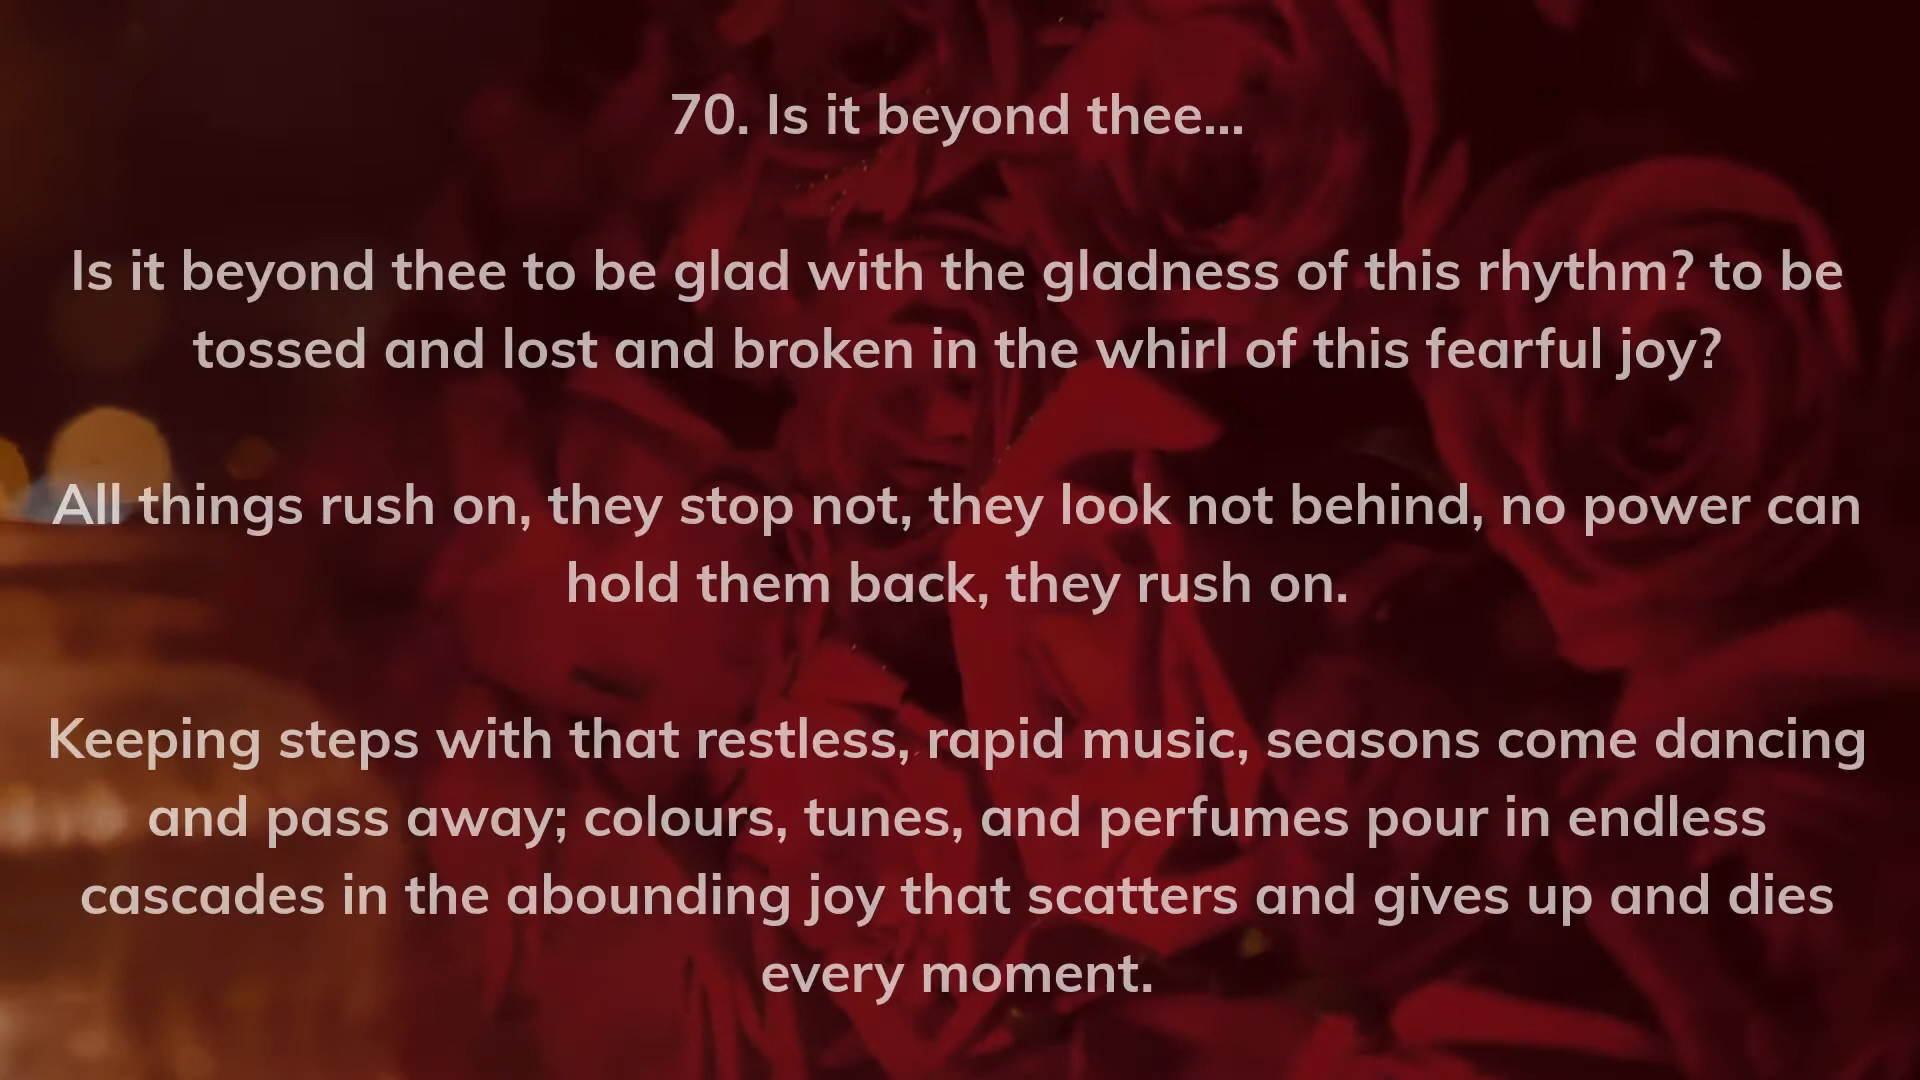 70. Is it beyond thee...
Is it beyond thee to be glad with the gladness of this rhythm? to be
tossed and lost and broken in the whirl of this fearful joy?
All things rush on, they stop not, they look not behind, no power can
hold them back, they rush on.
Keeping steps with that restless, rapid music, seasons come dancing
and pass away; colours, tunes, and perfumes pour in endless
cascades in the abounding joy that scatters and gives up and dies
every moment.